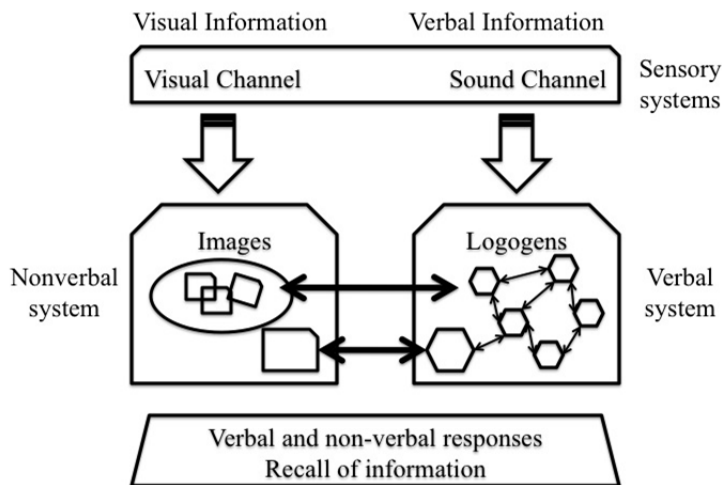 Visual Information
Verbal Information
Visual Channel
Sound Channel
Sensory
systems
Images
Logogens
Nonverbal
system
Verbal
system
Verbal and non-verbal responses
Recall of information